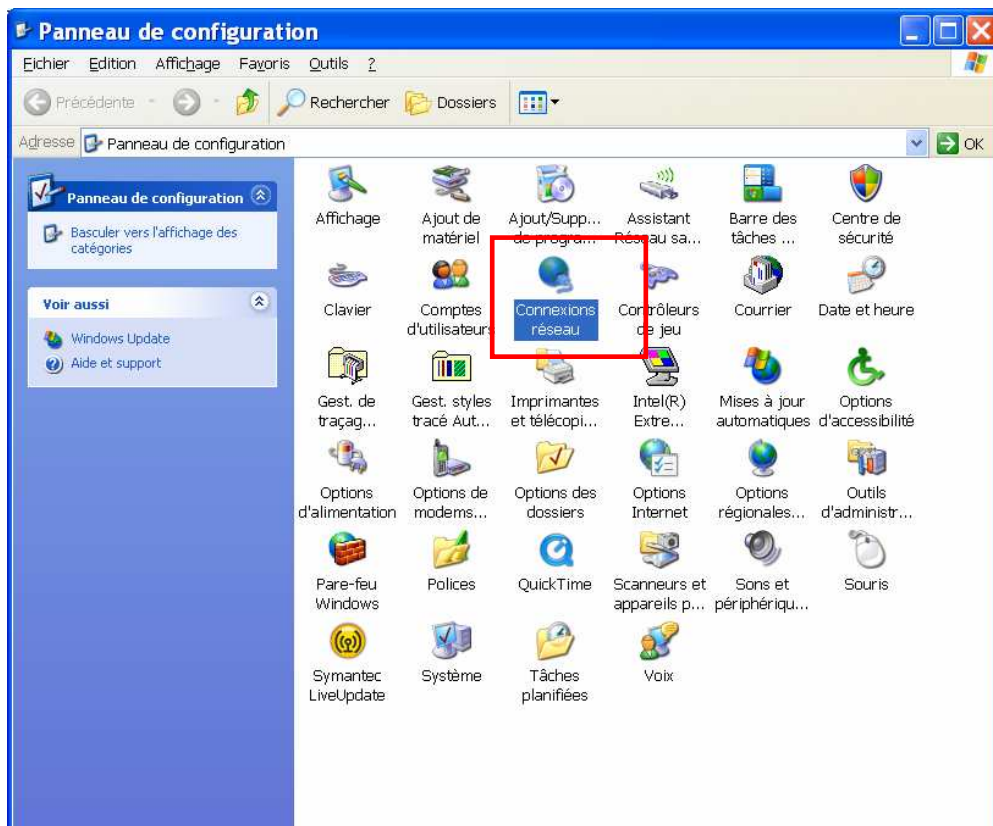 Panneau de configuration
Fichier Edition Affichage Favoris Outils ?
Précédente Rechercher Dossiers
Adresse Panneau de configuration OK
Panneau de configuration
Basculer vers l'affichage des
catégories
Voir aussi
Windows Update
Aide et support
Affichage
Ajout de
matériel
Ajout/Supp...
de progra...
Assistant
Réseau sa...
Barre des
tâches ...
Centre de
sécurité
Clavier
Comptes
d'utilisateurs
Connexions
réseau
Contrôleurs
de jeu
Courrier
Date et heure
Gest. de
traçag...
Gest. styles
tracé Aut...
Imprimantes
et télécopi...
Intel(R)
Extre...
Mises à jour
automatiques
Options
d'accessibilité
Options
d'alimentation
Options de
modems...
Options des
dossiers
Options
Internet
Options
régionales...
Outils
d'administr...
Pare-feu
Windows
Polices
QuickTime
Scanneurs et
appareils p...
Sons et
périphériqu...
Souris
Symantec
LiveUpdate
Système
Tâches
planifiées
Voix